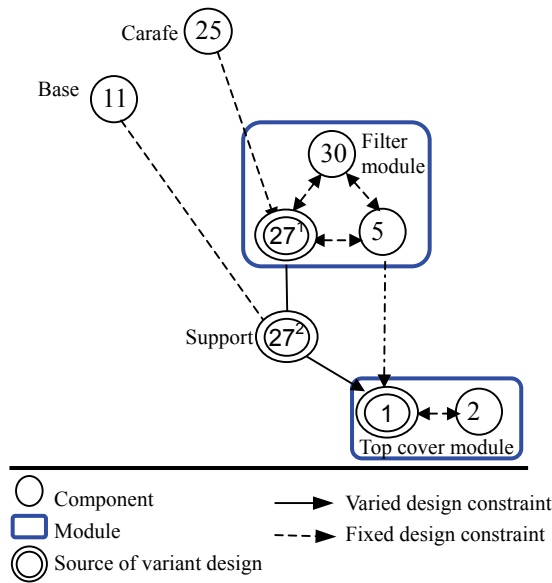 Carafe 25
Base 11
30 Filter
module
27¹ 5
Support 27²
1 2
Top cover module
Component
Module
Source of variant design
Varied design constraint
Fixed design constraint